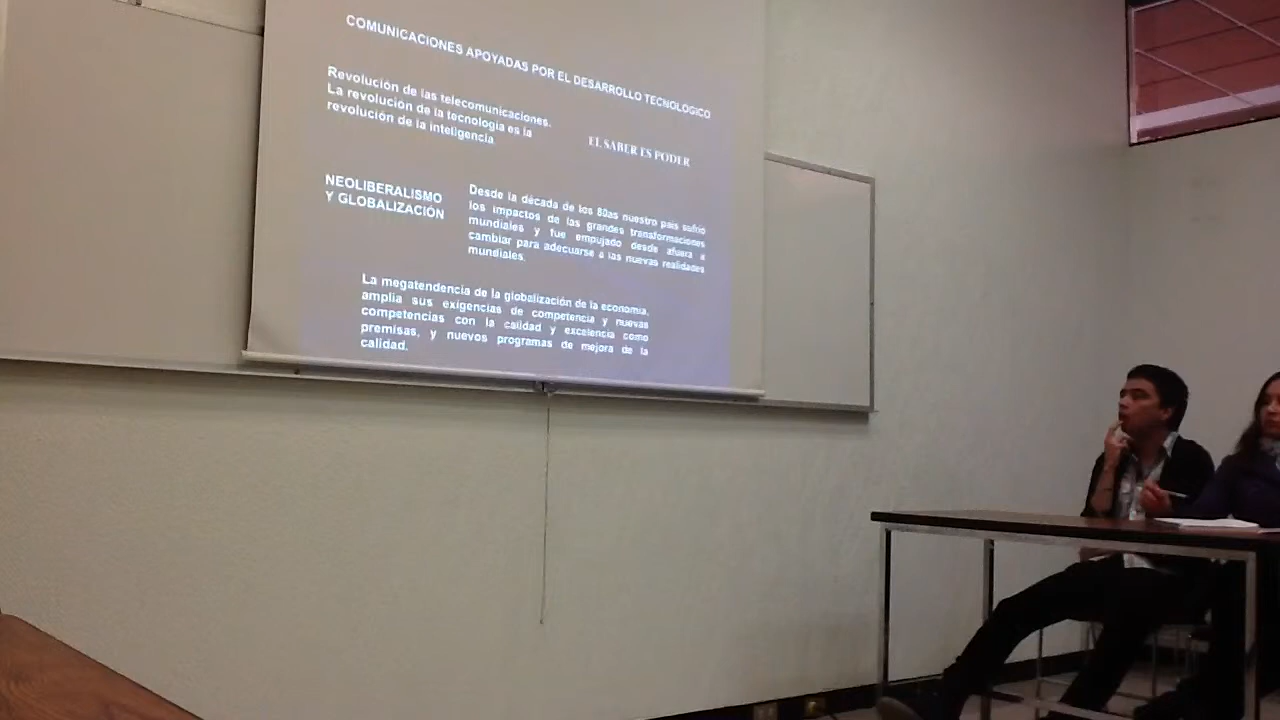 COMUNICACIONES APOYADAS POR EL DESARROLLO TECNOLÓGICO
Revolución de las telecomunicaciones.
La revolución de la tecnología es la
revolución de la inteligencia.
EL SABER ES PODER
NEOLIBERALISMO
Y GLOBALIZACIÓN
Desde la década de los 80as nuestro país sufrió
los impactos de las grandes transformaciones
mundiales y fue empujado desde afuera a
cambiar para adecuarse a las nuevas realidades
mundiales.
La megatendencia de la globalización de la economía,
amplia sus exigencias de competencia y nuevas
competencias con la calidad y excelencia como
premisas, y nuevos programas de mejora de la
calidad.